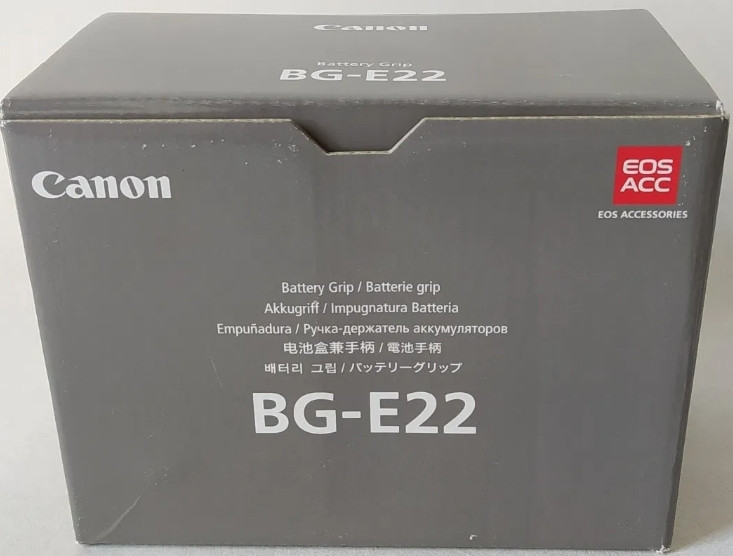 Canon
Battery Grip
BG-E22
Canon
EOS
ACC
EOS ACCESSORIES
Battery Grip / Batterie grip
Akkugriff / Impugnatura Batteria
Empuñadura / Ручка-держатель аккумуляторов
电池盒兼手柄 / 電池手柄
배터리 그립 / バッテリーグリップ
BG-E22